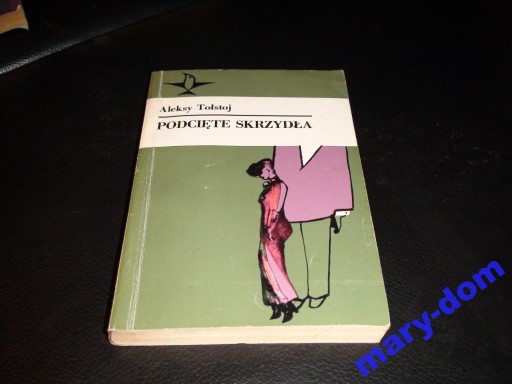 Aleksy Tołstoj
PODCIĘTE SKRZYDŁA
mary-dom